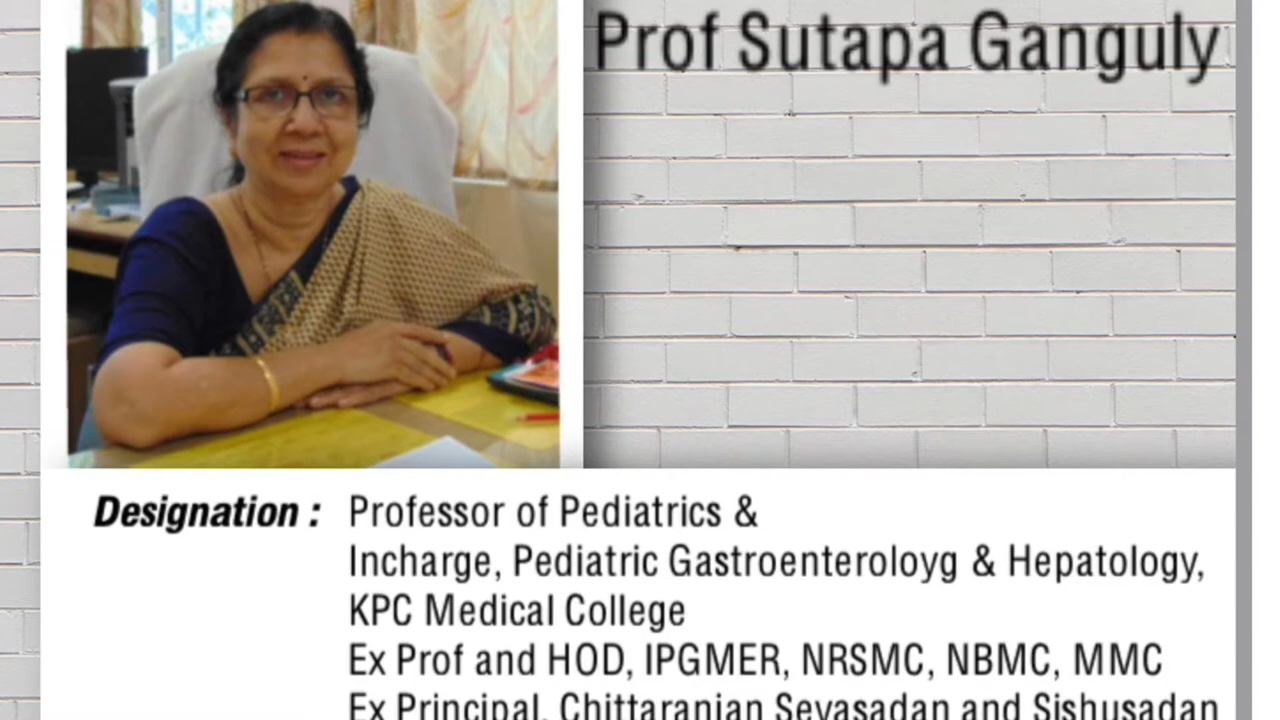 Prof Sutapa Ganguly
Designation : Professor of Pediatrics &
Incharge, Pediatric Gastroenteroloyg & Hepatology,
KPC Medical College
Ex Prof and HOD, IPGMER, NRSMC, NBMC, MMC
Ex Principal, Chittaranjan Sevasadan and Sishusadan